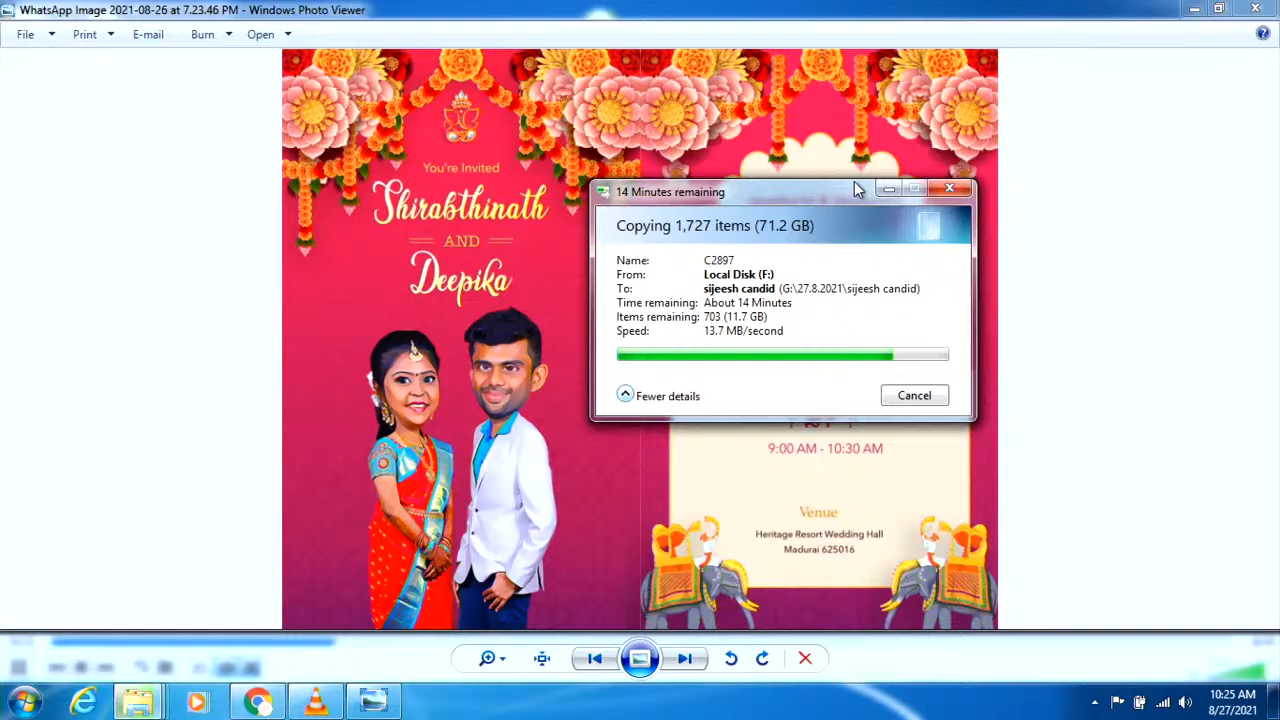 WhatsApp Image 2021-08-26 at 7.23.46 PM - Windows Photo Viewer
File Print E-mail Burn Open
You're Invited
Shirabthinath
AND
Deepika
14 Minutes remaining
Copying 1,727 items (71.2 GB)
Name: C2897
From: Local Disk (F:)
To: sijeesh candid (G:\27.8.2021\sijeesh candid)
Time remaining: About 14 Minutes
Items remaining: 703 (11.7 GB)
Speed: 13.7 MB/second
Fewer details
Cancel
9:00 AM - 10:30 AM
Venue
Heritage Resort Wedding Hall
Madurai 625016
10:25 AM
8/27/2021